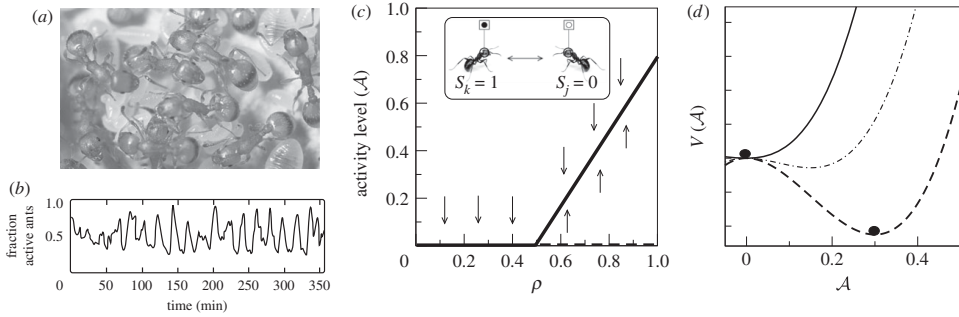 (a)
(b)
1.0
0.5
0
50
100
150
200
250
300
350
fraction
active ants
time (min)
(c)
1.0
0.8
0.6
0.4
0.2
0
0.2
0.4
0.6
0.8
1.0
activity level (𝒜)
ρ
S_k = 1
S_j = 0
(d)
V (𝒜)
0
0.2
0.4
𝒜